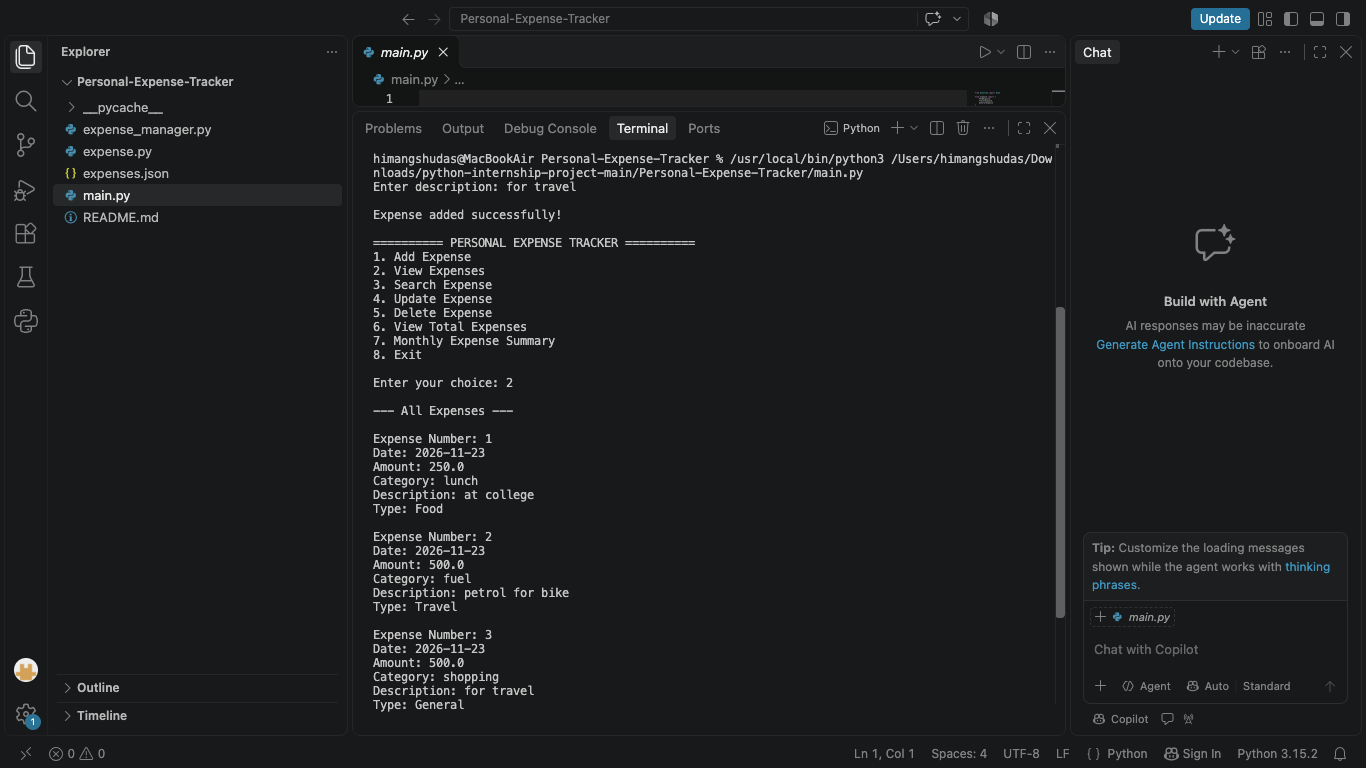 Personal-Expense-Tracker
Update
Explorer
Personal-Expense-Tracker
__pycache__
expense_manager.py
expense.py
{} expenses.json
main.py
README.md
Outline
Timeline
1
main.py
main.py > ...
1
Problems
Output
Debug Console
Terminal
Ports
Python
himangshudas@MacBookAir Personal-Expense-Tracker % /usr/local/bin/python3 /Users/himangshudas/Dow
nloads/python-internship-project-main/Personal-Expense-Tracker/main.py
Enter description: for travel
Expense added successfully!
========== PERSONAL EXPENSE TRACKER ==========
1. Add Expense
2. View Expenses
3. Search Expense
4. Update Expense
5. Delete Expense
6. View Total Expenses
7. Monthly Expense Summary
8. Exit
Enter your choice: 2
--- All Expenses ---
Expense Number: 1
Date: 2026-11-23
Amount: 250.0
Category: lunch
Description: at college
Type: Food
Expense Number: 2
Date: 2026-11-23
Amount: 500.0
Category: fuel
Description: petrol for bike
Type: Travel
Expense Number: 3
Date: 2026-11-23
Amount: 500.0
Category: shopping
Description: for travel
Type: General
Chat
Build with Agent
AI responses may be inaccurate
Generate Agent Instructions to onboard AI
onto your codebase.
Tip: Customize the loading messages
shown while the agent works with thinking
phrases.
main.py
Chat with Copilot
Agent
Auto
Standard
Copilot
0
0
Ln 1, Col 1
Spaces: 4
UTF-8
LF
{ } Python
Sign In
Python 3.15.2